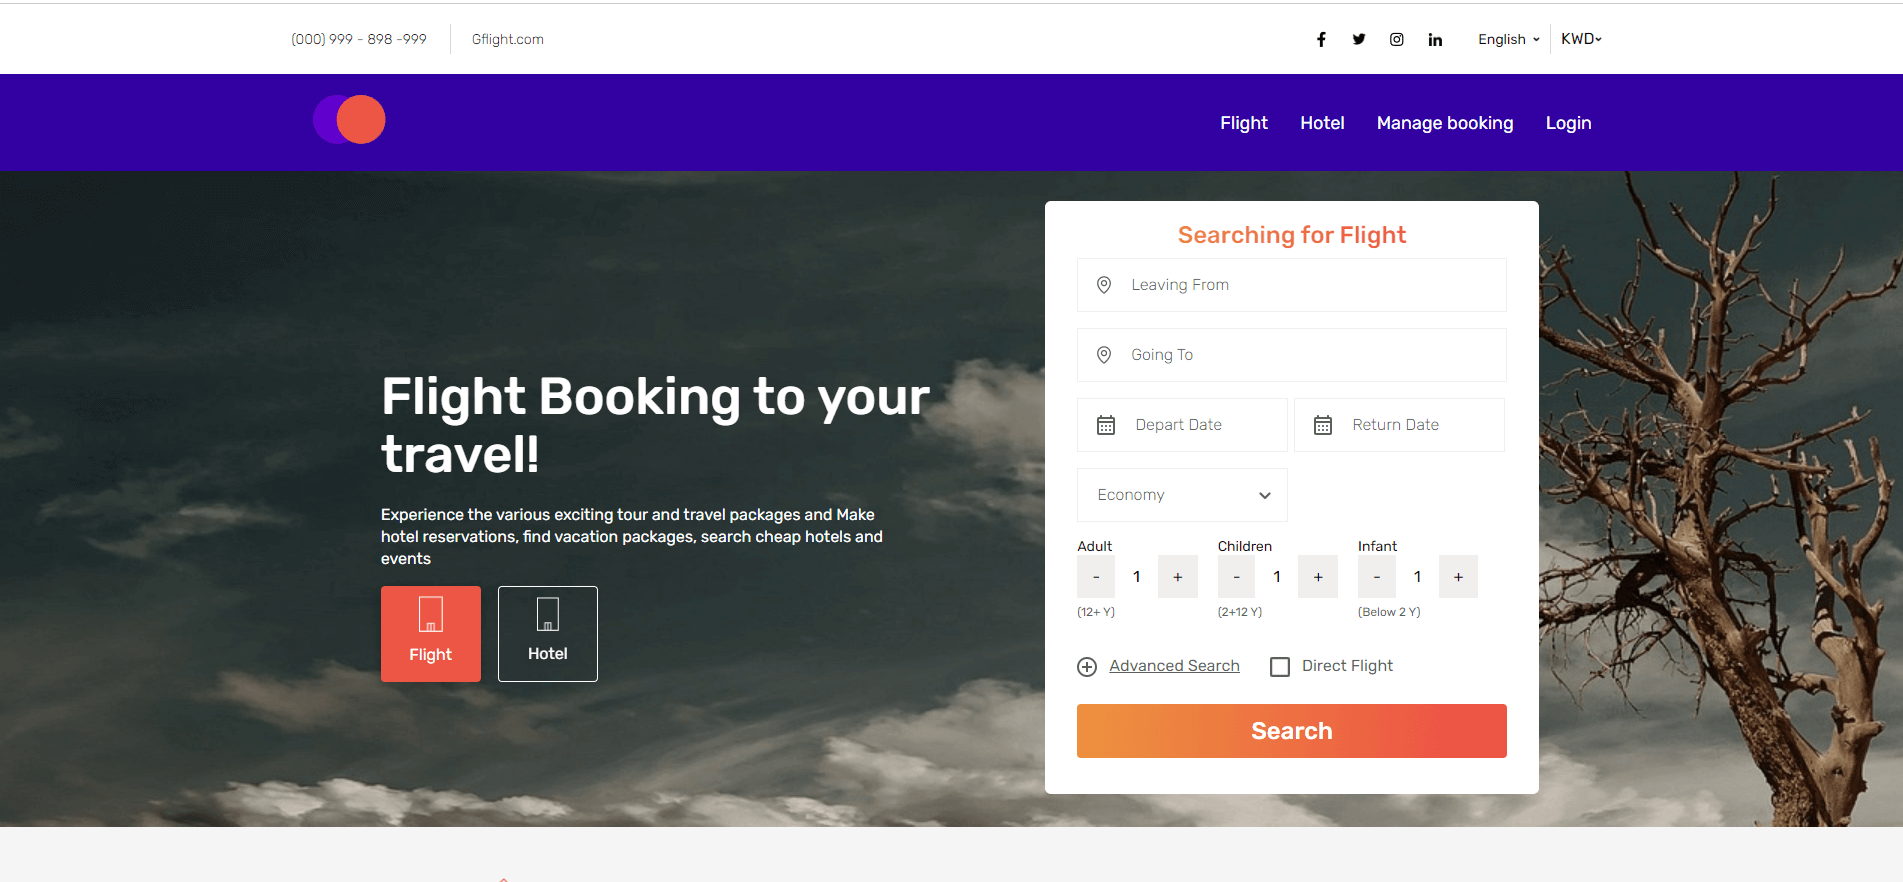 (000) 999 - 898 -999
Gflight.com
English
KWD
Flight
Hotel
Manage booking
Login
Flight Booking to your
travel!
Experience the various exciting tour and travel packages and Make
hotel reservations, find vacation packages, search cheap hotels and
events
Flight
Hotel
Searching for Flight
Leaving From
Going To
Depart Date
Return Date
Economy
Adult
Children
Infant
- 1 +
- 1 +
- 1 +
(12+ Y)
(2+12 Y)
(Below 2 Y)
Advanced Search
Direct Flight
Search